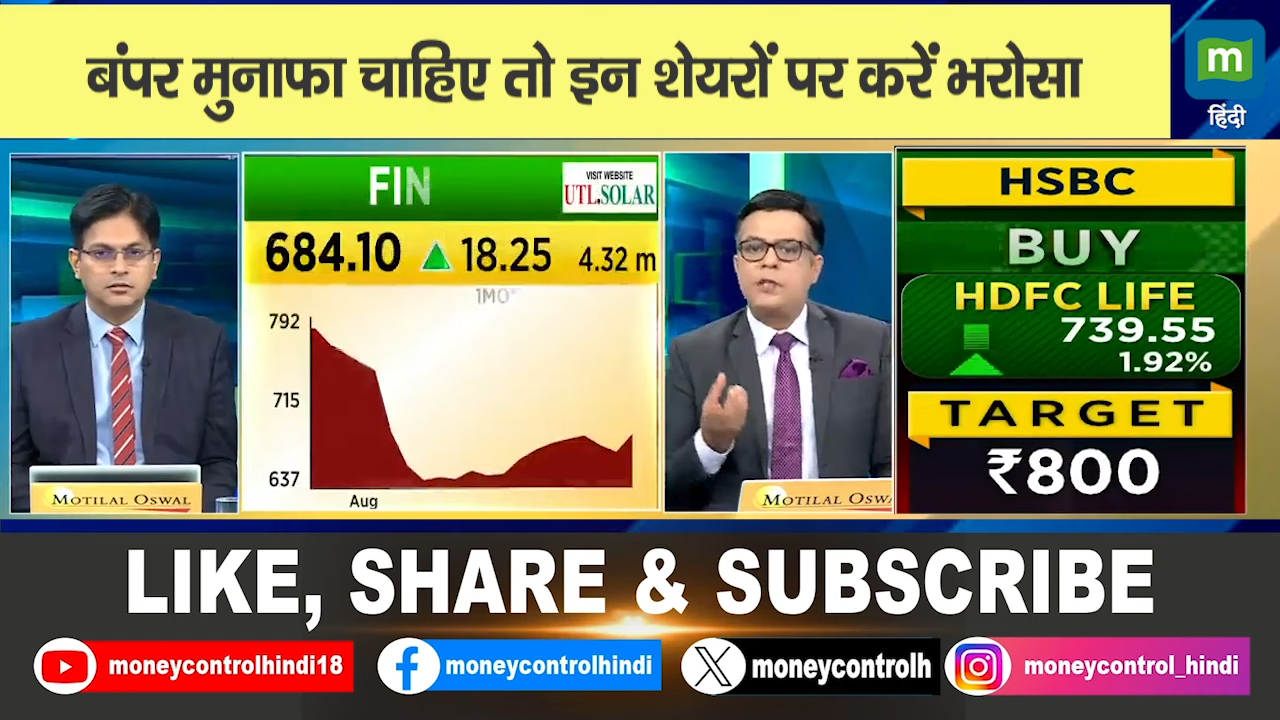 बंपर मुनाफा चाहिए तो इन शेयरों पर करें भरोसा
m
हिंदी
FIN
VISIT WEBSITE
UTL.SOLAR
684.10 18.25 4.32 m
792
715
637
Aug
MOTILAL OSWAL
MOTILAL OSWA
HSBC
BUY
HDFC LIFE
739.55
1.92%
TARGET
₹800
LIKE, SHARE & SUBSCRIBE
moneycontrolhindi18
moneycontrolhindi
moneycontrolh
moneycontrol_hindi